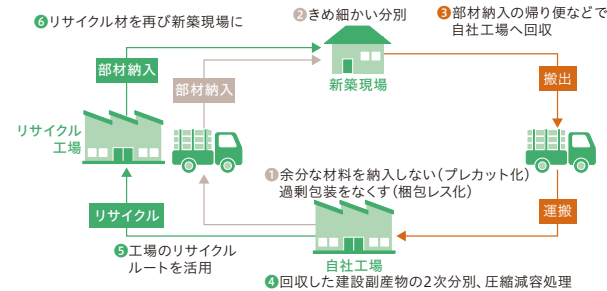 ❻リサイクル材を再び新築現場に
❷きめ細かい分別
❸部材納入の帰り便などで
自社工場へ回収
部材納入
部材納入
新築現場
搬出
リサイクル
工場
❶余分な材料を納入しない(プレカット化)
過剰包装をなくす(梱包レス化)
リサイクル
運搬
❺工場のリサイクル
ルートを活用
自社工場
❹回収した建設副産物の2次分別、圧縮減容処理